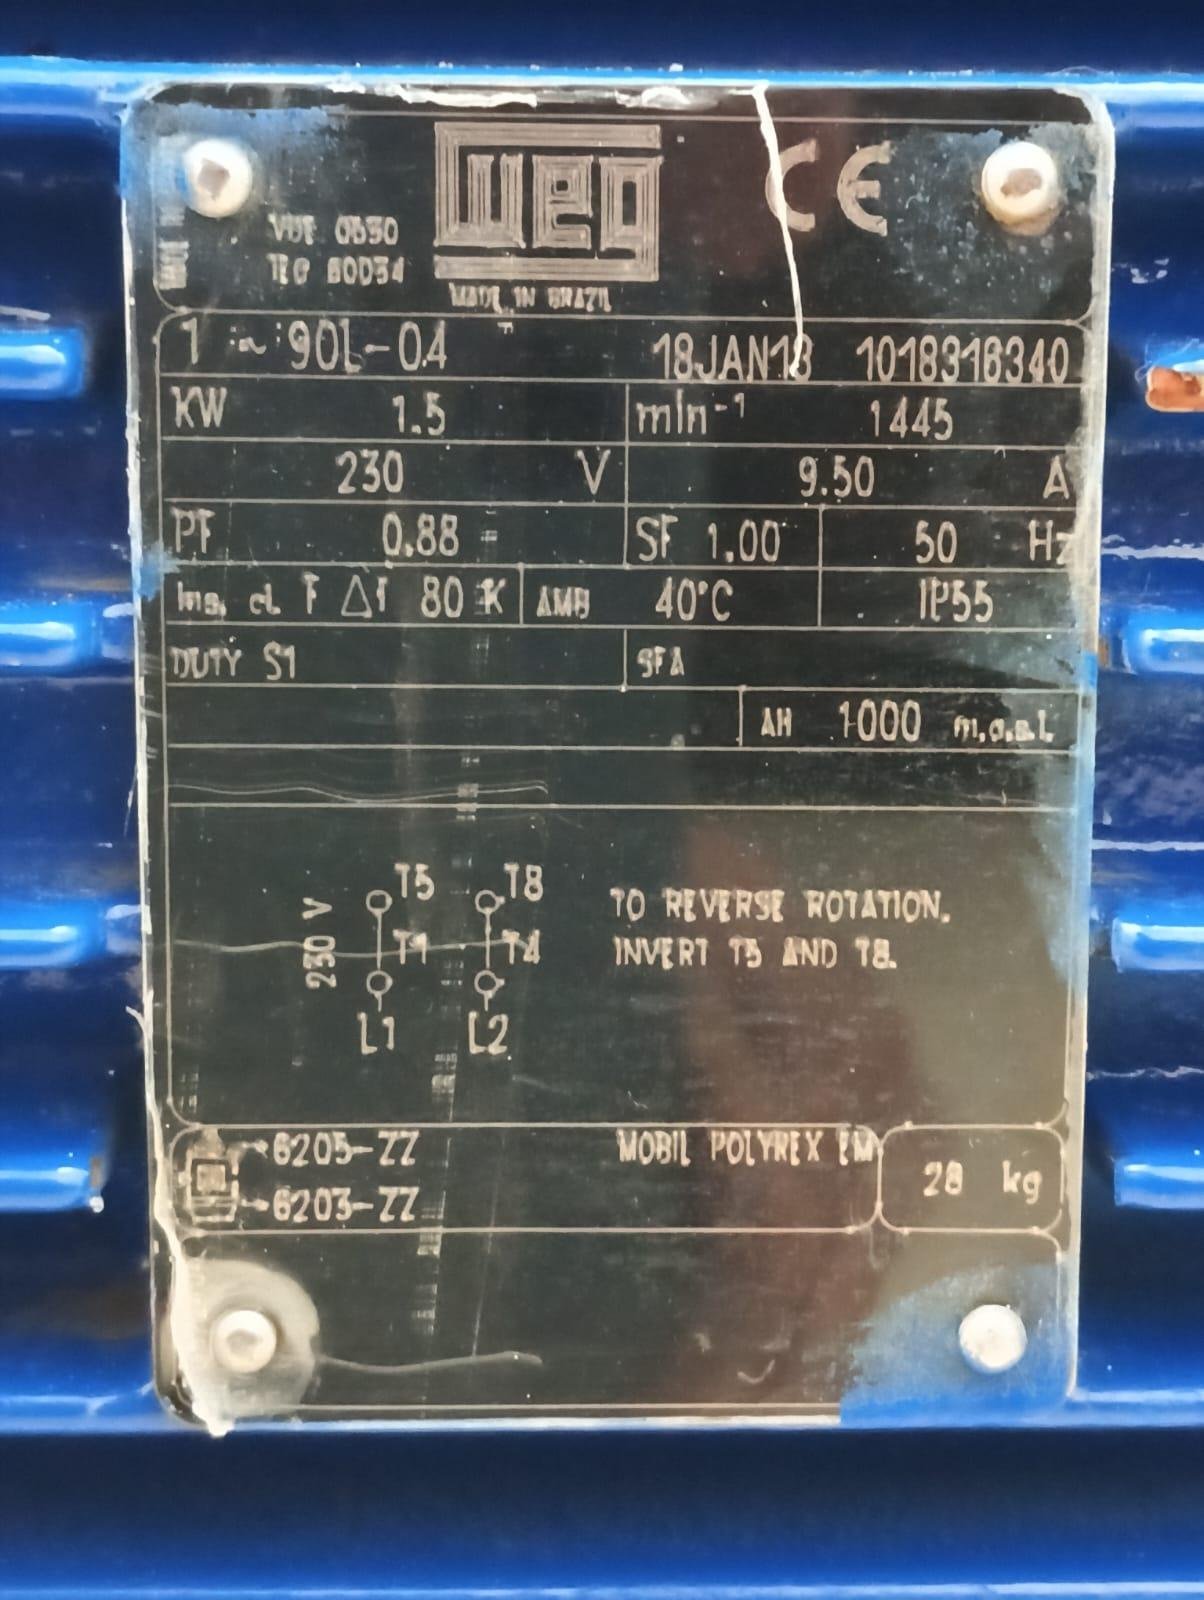 VDE 0530
IEC 60034
WEG
CE
MADE IN BRAZIL
1 ~ 90L-04 18JAN13 1018316340
KW 1.5 min-1 1445
230 V 9.50 A
PF 0.88 SF 1.00 50 Hz
Ins. cl. F Δt 80 K AMB 40°C IP55
DUTY S1 SFA
Alt 1000 m.a.s.l.
230 V
T5 T8
T1 T4
L1 L2
TO REVERSE ROTATION,
INVERT T5 AND T8.
6205-ZZ MOBIL POLYREX EM
6203-ZZ
28 kg